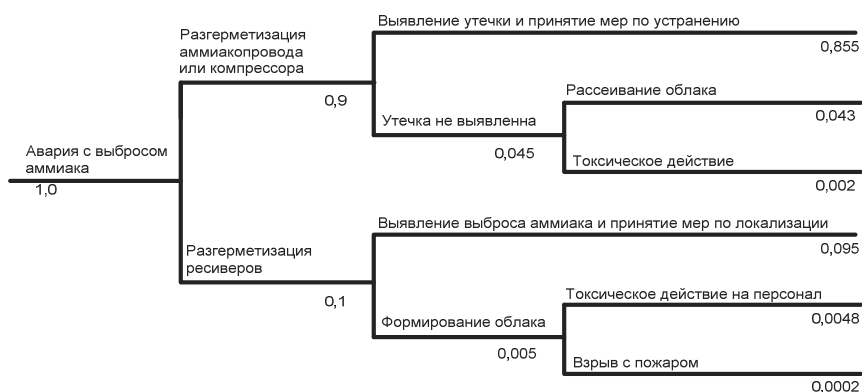 Выявление утечки и принятие мер по устранению
0,855
Разгерметизация
аммиакопровода
или компрессора
0,9
Рассеивание облака
0,043
Утечка не выявленна
0,045
Токсическое действие
0,002
Авария с выбросом
аммиака
1,0
Выявление выброса аммиака и принятие мер по локализации
0,095
Разгерметизация
ресиверов
0,1
Токсическое действие на персонал
0,0048
Формирование облака
0,005
Взрыв с пожаром
0,0002